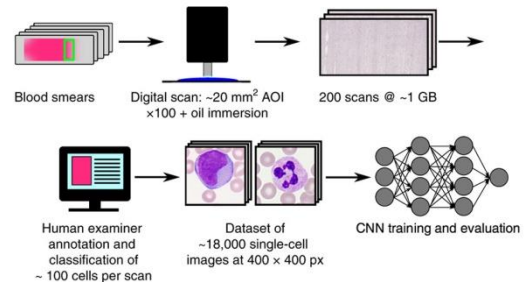 Blood smears
Digital scan: ~20 mm² AOI
×100 + oil immersion
200 scans @ ~1 GB
Human examiner
annotation and
classification of
~ 100 cells per scan
Dataset of
~18,000 single-cell
images at 400 × 400 px
CNN training and evaluation